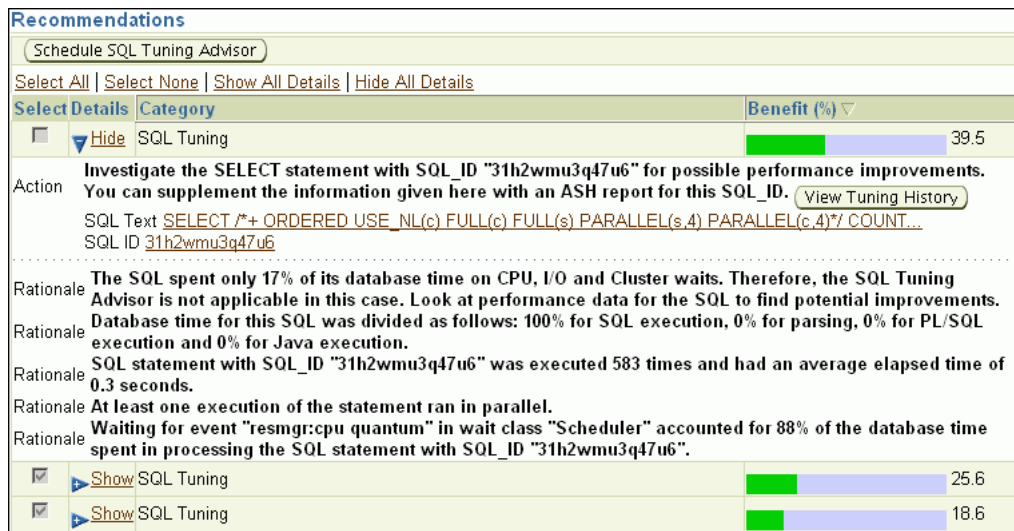 Recommendations
Schedule SQL Tuning Advisor
Select All | Select None | Show All Details | Hide All Details
Select Details Category Benefit (%)
Hide SQL Tuning 39.5
Action Investigate the SELECT statement with SQL_ID "31h2wmu3q47u6" for possible performance improvements.
You can supplement the information given here with an ASH report for this SQL_ID. View Tuning History
SQL Text SELECT /*+ ORDERED USE_NL(c) FULL(c) FULL(s) PARALLEL(s,4) PARALLEL(c,4)*/ COUNT...
SQL ID 31h2wmu3q47u6
Rationale The SQL spent only 17% of its database time on CPU, I/O and Cluster waits. Therefore, the SQL Tuning
Advisor is not applicable in this case. Look at performance data for the SQL to find potential improvements.
Rationale Database time for this SQL was divided as follows: 100% for SQL execution, 0% for parsing, 0% for PL/SQL
execution and 0% for Java execution.
Rationale SQL statement with SQL_ID "31h2wmu3q47u6" was executed 583 times and had an average elapsed time of
0.3 seconds.
Rationale At least one execution of the statement ran in parallel.
Rationale Waiting for event "resmgr:cpu quantum" in wait class "Scheduler" accounted for 88% of the database time
spent in processing the SQL statement with SQL_ID "31h2wmu3q47u6".
Show SQL Tuning 25.6
Show SQL Tuning 18.6